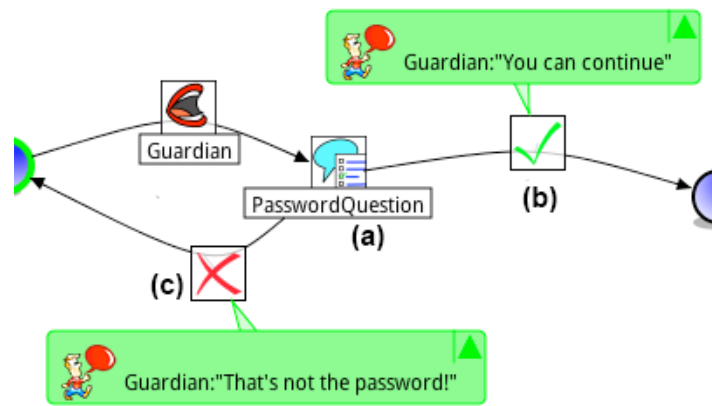 Guardian:"You can continue"
Guardian
PasswordQuestion
(a)
(b)
(c)
Guardian:"That's not the password!"